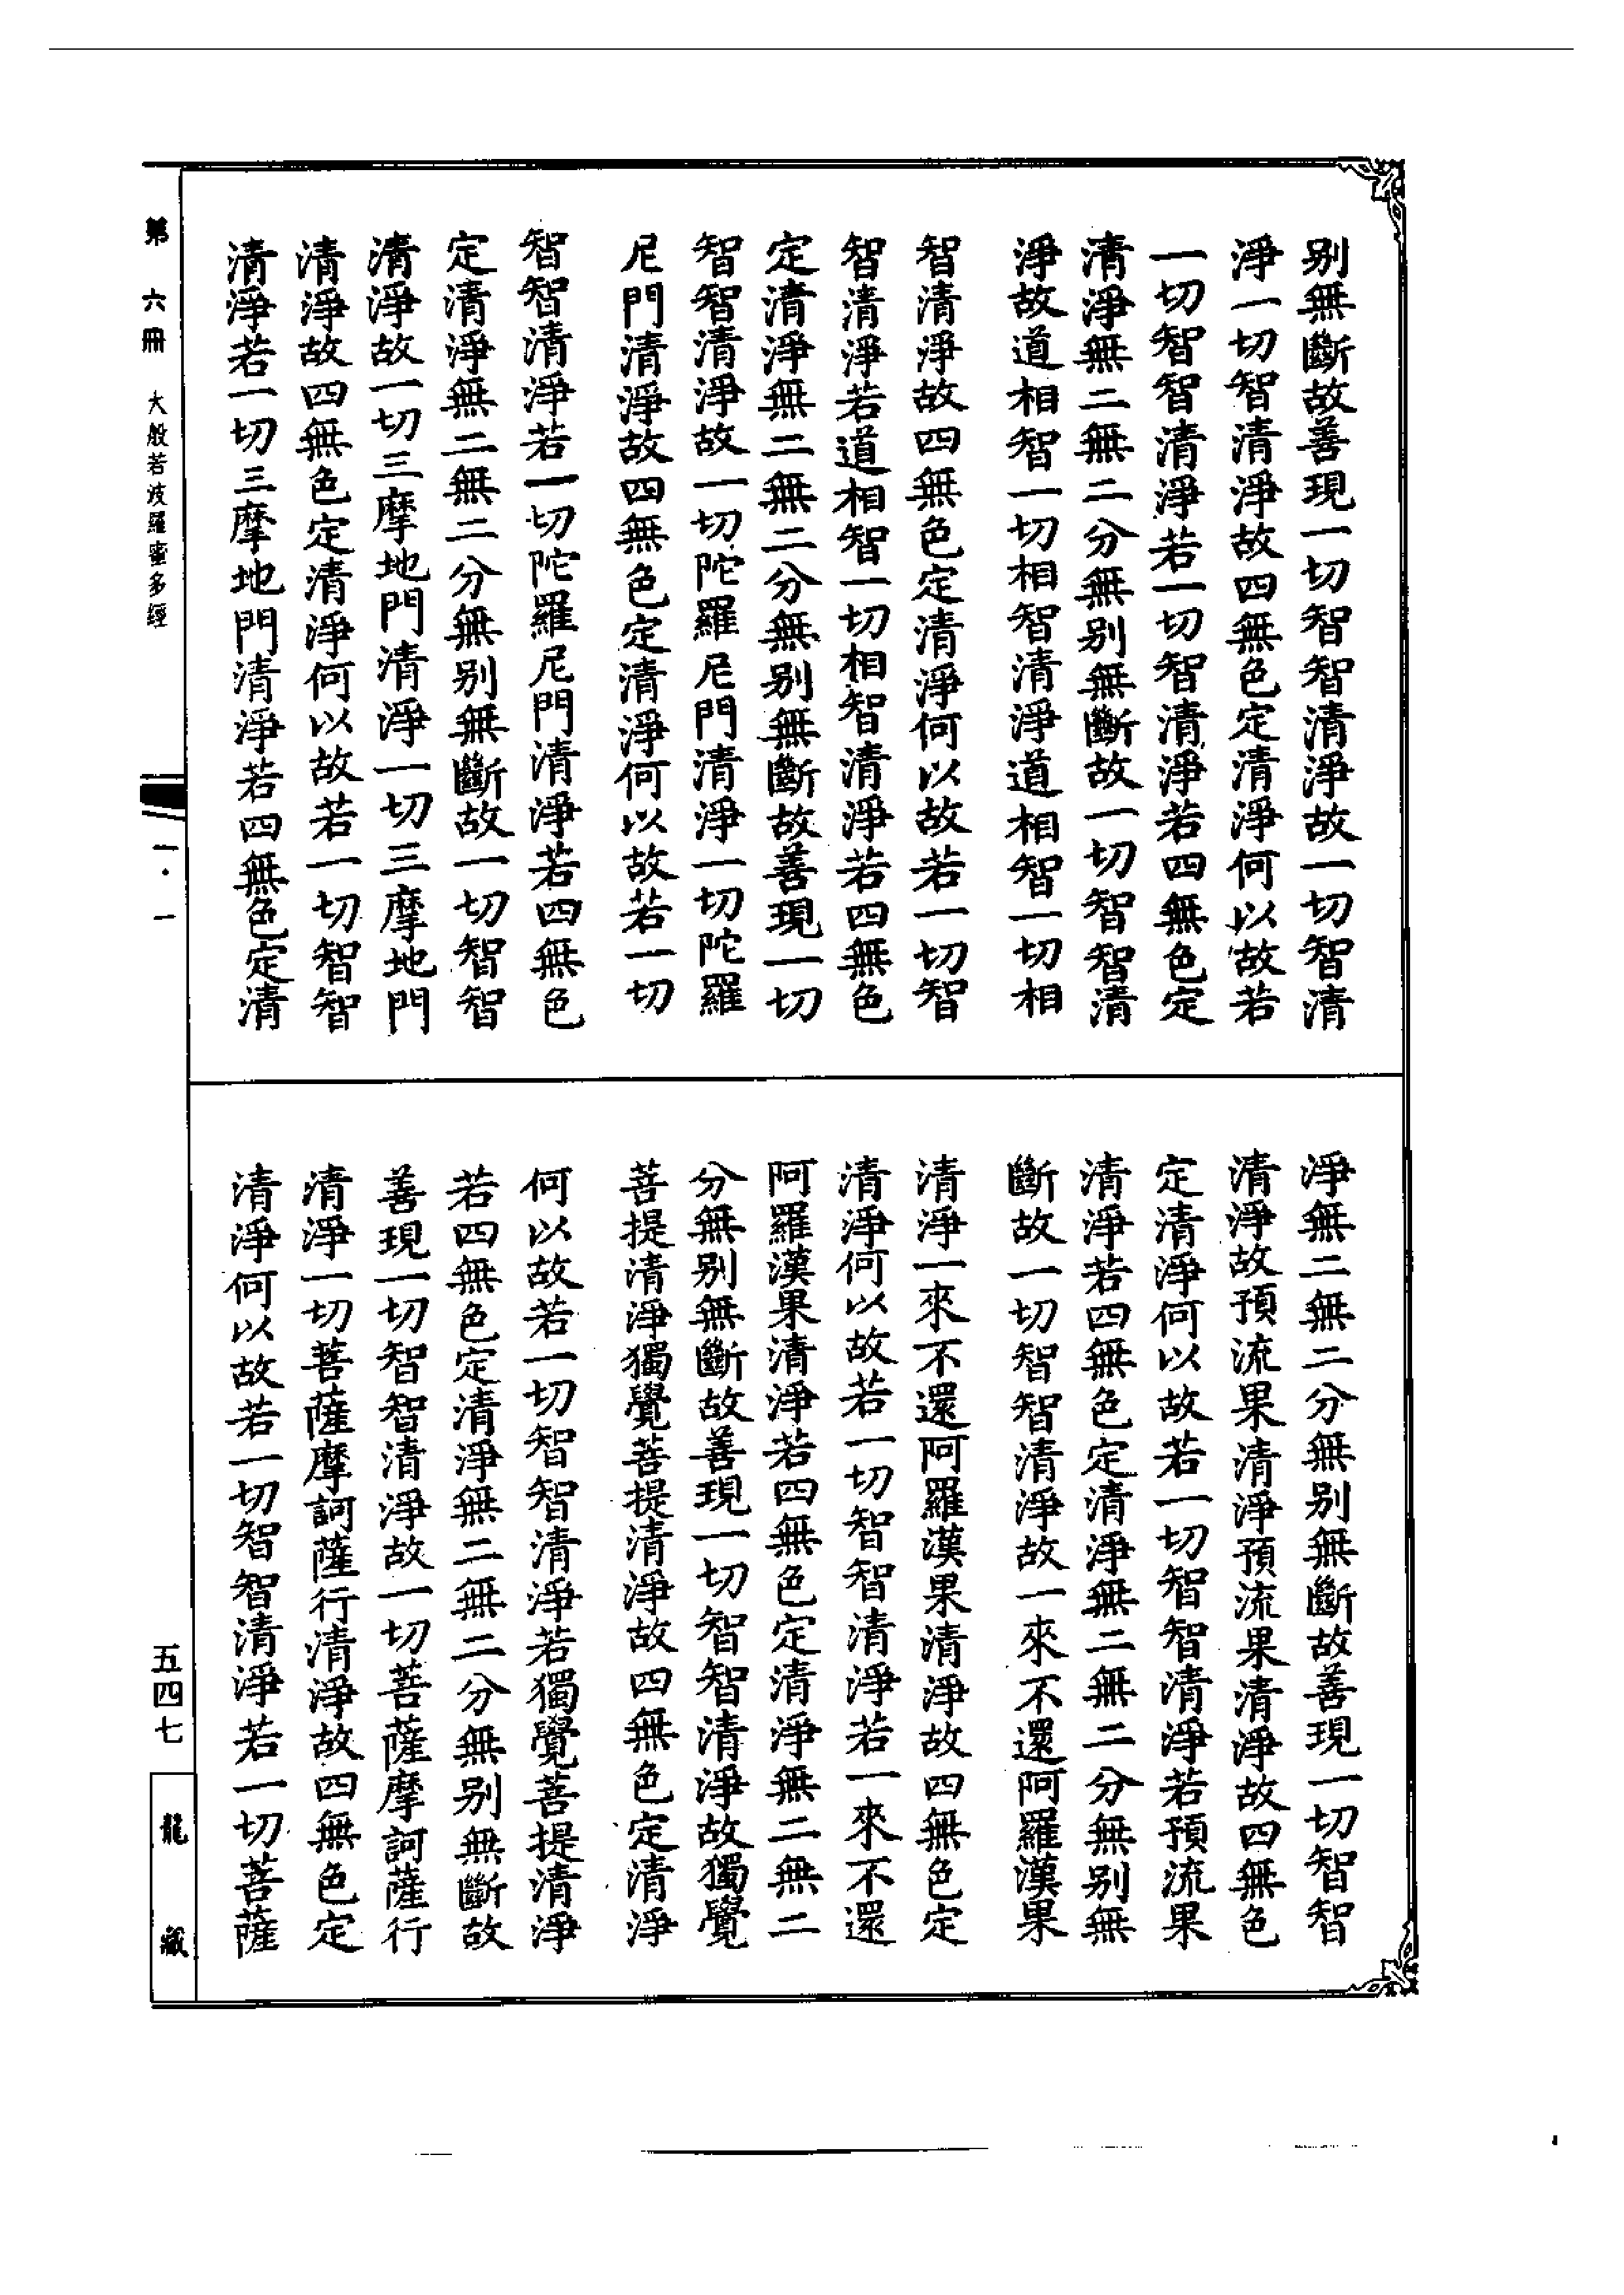 别無斷故善現一切智智清淨故一切智清
淨一切智清淨故四無色定清淨何以故若
一切智智清淨若一切智清淨若四無色定
清淨無二無二分無别無斷故一切智智清
淨故道相智一切相智清淨道相智一切相
智清淨故四無色定清淨何以故若一切智
智清淨若道相智一切相智清淨若四無色
定清淨無二無二分無别無斷故善現一切
智智清淨故一切陀羅尼門清淨一切陀羅
尼門清淨故四無色定清淨何以故若一切
智智清淨若一切陀羅尼門清淨若四無色
定清淨無二無二分無别無斷故一切智智
清淨故一切三摩地門清淨一切三摩地門
清淨故四無色定清淨何以故若一切智智
清淨若一切三摩地門清淨若四無色定清
淨無二無二分無别無斷故善現一切智智
清淨故預流果清淨預流果清淨故四無色
定清淨何以故若一切智智清淨若預流果
清淨若四無色定清淨無二無二分無别無
斷故一切智智清淨故一來不還阿羅漢果
清淨一來不還阿羅漢果清淨故四無色定
清淨何以故若一切智智清淨若一來不還
阿羅漢果清淨若四無色定清淨無二無二
分無别無斷故善現一切智智清淨故獨覺
菩提清淨獨覺菩提清淨故四無色定清淨
何以故若一切智智清淨若獨覺菩提清淨
若四無色定清淨無二無二分無别無斷故
善現一切智智清淨故一切菩薩摩訶薩行
清淨一切菩薩摩訶薩行清淨故四無色定
清淨何以故若一切智智清淨若一切菩薩
第六冊 大般若波羅蜜多經
一·一
五四七
龍藏